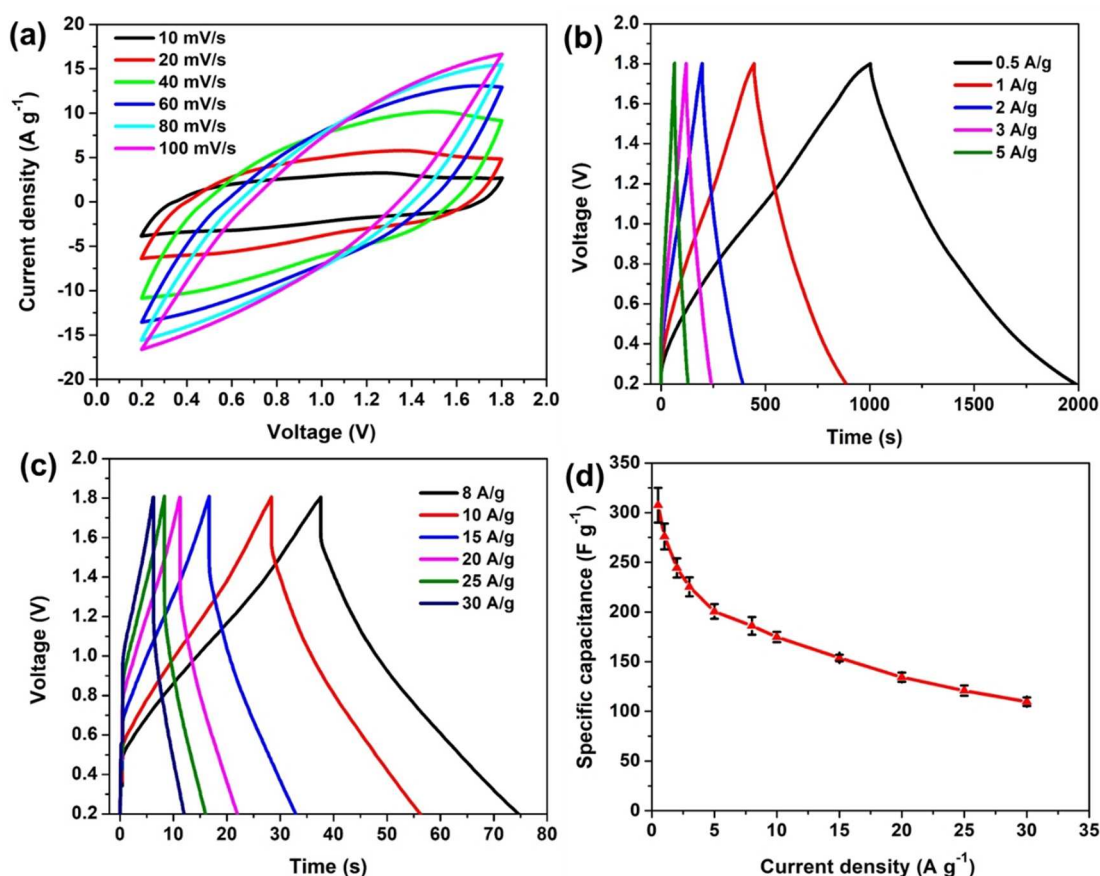 (a)
10 mV/s
20 mV/s
40 mV/s
60 mV/s
80 mV/s
100 mV/s
20
15
10
5
0
-5
-10
-15
-20
Current density (A g⁻¹)
0.0 0.2 0.4 0.6 0.8 1.0 1.2 1.4 1.6 1.8 2.0
Voltage (V)
(b)
0.5 A/g
1 A/g
2 A/g
3 A/g
5 A/g
2.0
1.8
1.6
1.4
1.2
1.0
0.8
0.6
0.4
0.2
Voltage (V)
0 500 1000 1500 2000
Time (s)
(c)
8 A/g
10 A/g
15 A/g
20 A/g
25 A/g
30 A/g
2.0
1.8
1.6
1.4
1.2
1.0
0.8
0.6
0.4
0.2
Voltage (V)
0 10 20 30 40 50 60 70 80
Time (s)
(d)
350
300
250
200
150
100
50
0
Specific capacitance (F g⁻¹)
0 5 10 15 20 25 30 35
Current density (A g⁻¹)